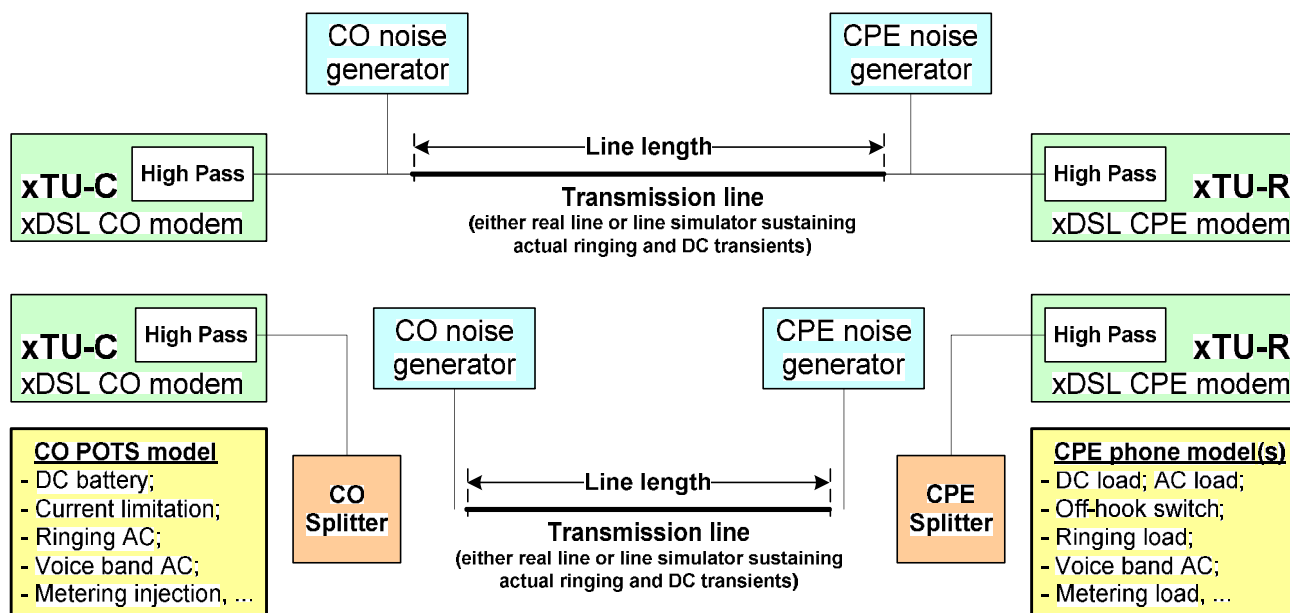 CO noise
generator
CPE noise
generator
xTU-C
High Pass
xDSL CO modem
Line length
Transmission line
(either real line or line simulator sustaining
actual ringing and DC transients)
High Pass
xTU-R
xDSL CPE modem
xTU-C
High Pass
xDSL CO modem
CO noise
generator
CPE noise
generator
High Pass
xTU-R
xDSL CPE modem
CO POTS model
- DC battery;
- Current limitation;
- Ringing AC;
- Voice band AC;
- Metering injection, ...
CO
Splitter
Line length
Transmission line
(either real line or line simulator sustaining
actual ringing and DC transients)
CPE
Splitter
CPE phone model(s)
- DC load; AC load;
- Off-hook switch;
- Ringing load;
- Voice band AC;
- Metering load, ...